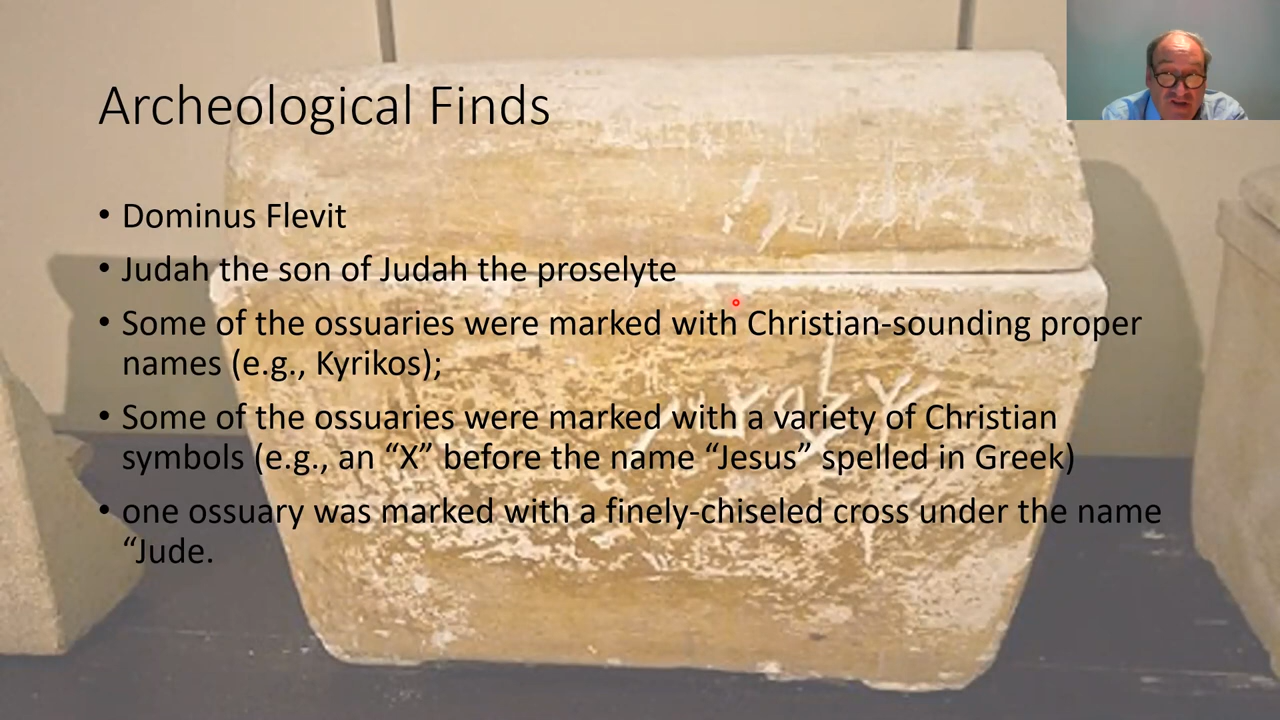 Archeological Finds
• Dominus Flevit
• Judah the son of Judah the proselyte
• Some of the ossuaries were marked with Christian-sounding proper
names (e.g., Kyrikos);
• Some of the ossuaries were marked with a variety of Christian
symbols (e.g., an “X” before the name “Jesus” spelled in Greek)
• one ossuary was marked with a finely-chiseled cross under the name
“Jude.